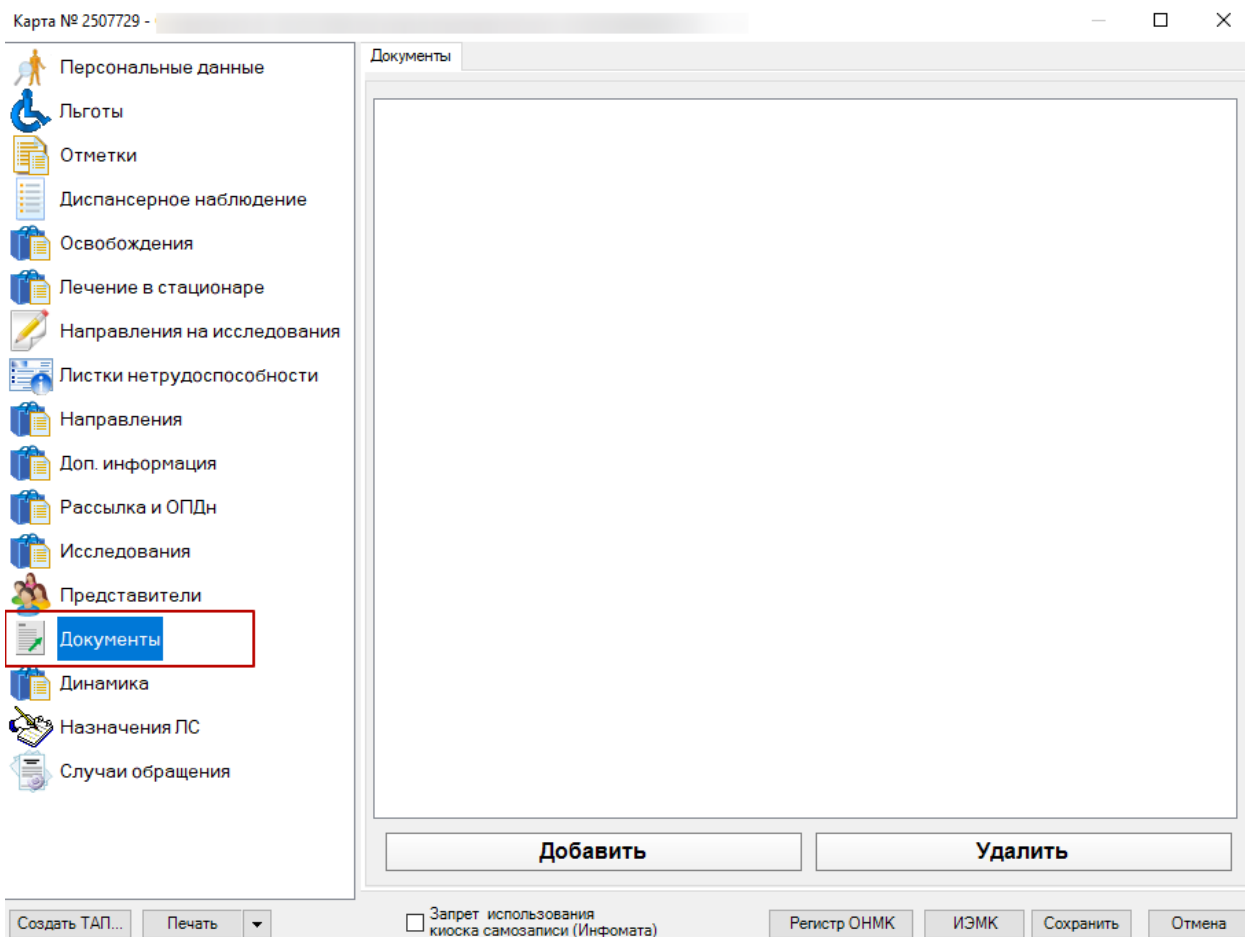 Карта № 2507729 -
Персональные данные
Льготы
Отметки
Диспансерное наблюдение
Освобождения
Лечение в стационаре
Направления на исследования
Листки нетрудоспособности
Направления
Доп. информация
Рассылка и ОПДн
Исследования
Представители
Документы
Динамика
Назначения ЛС
Случаи обращения
Документы
Добавить
Удалить
Создать ТАП...
Печать
Запрет использования
киоска самозаписи (Инфомата)
Регистр ОНМК
ИЭМК
Сохранить
Отмена